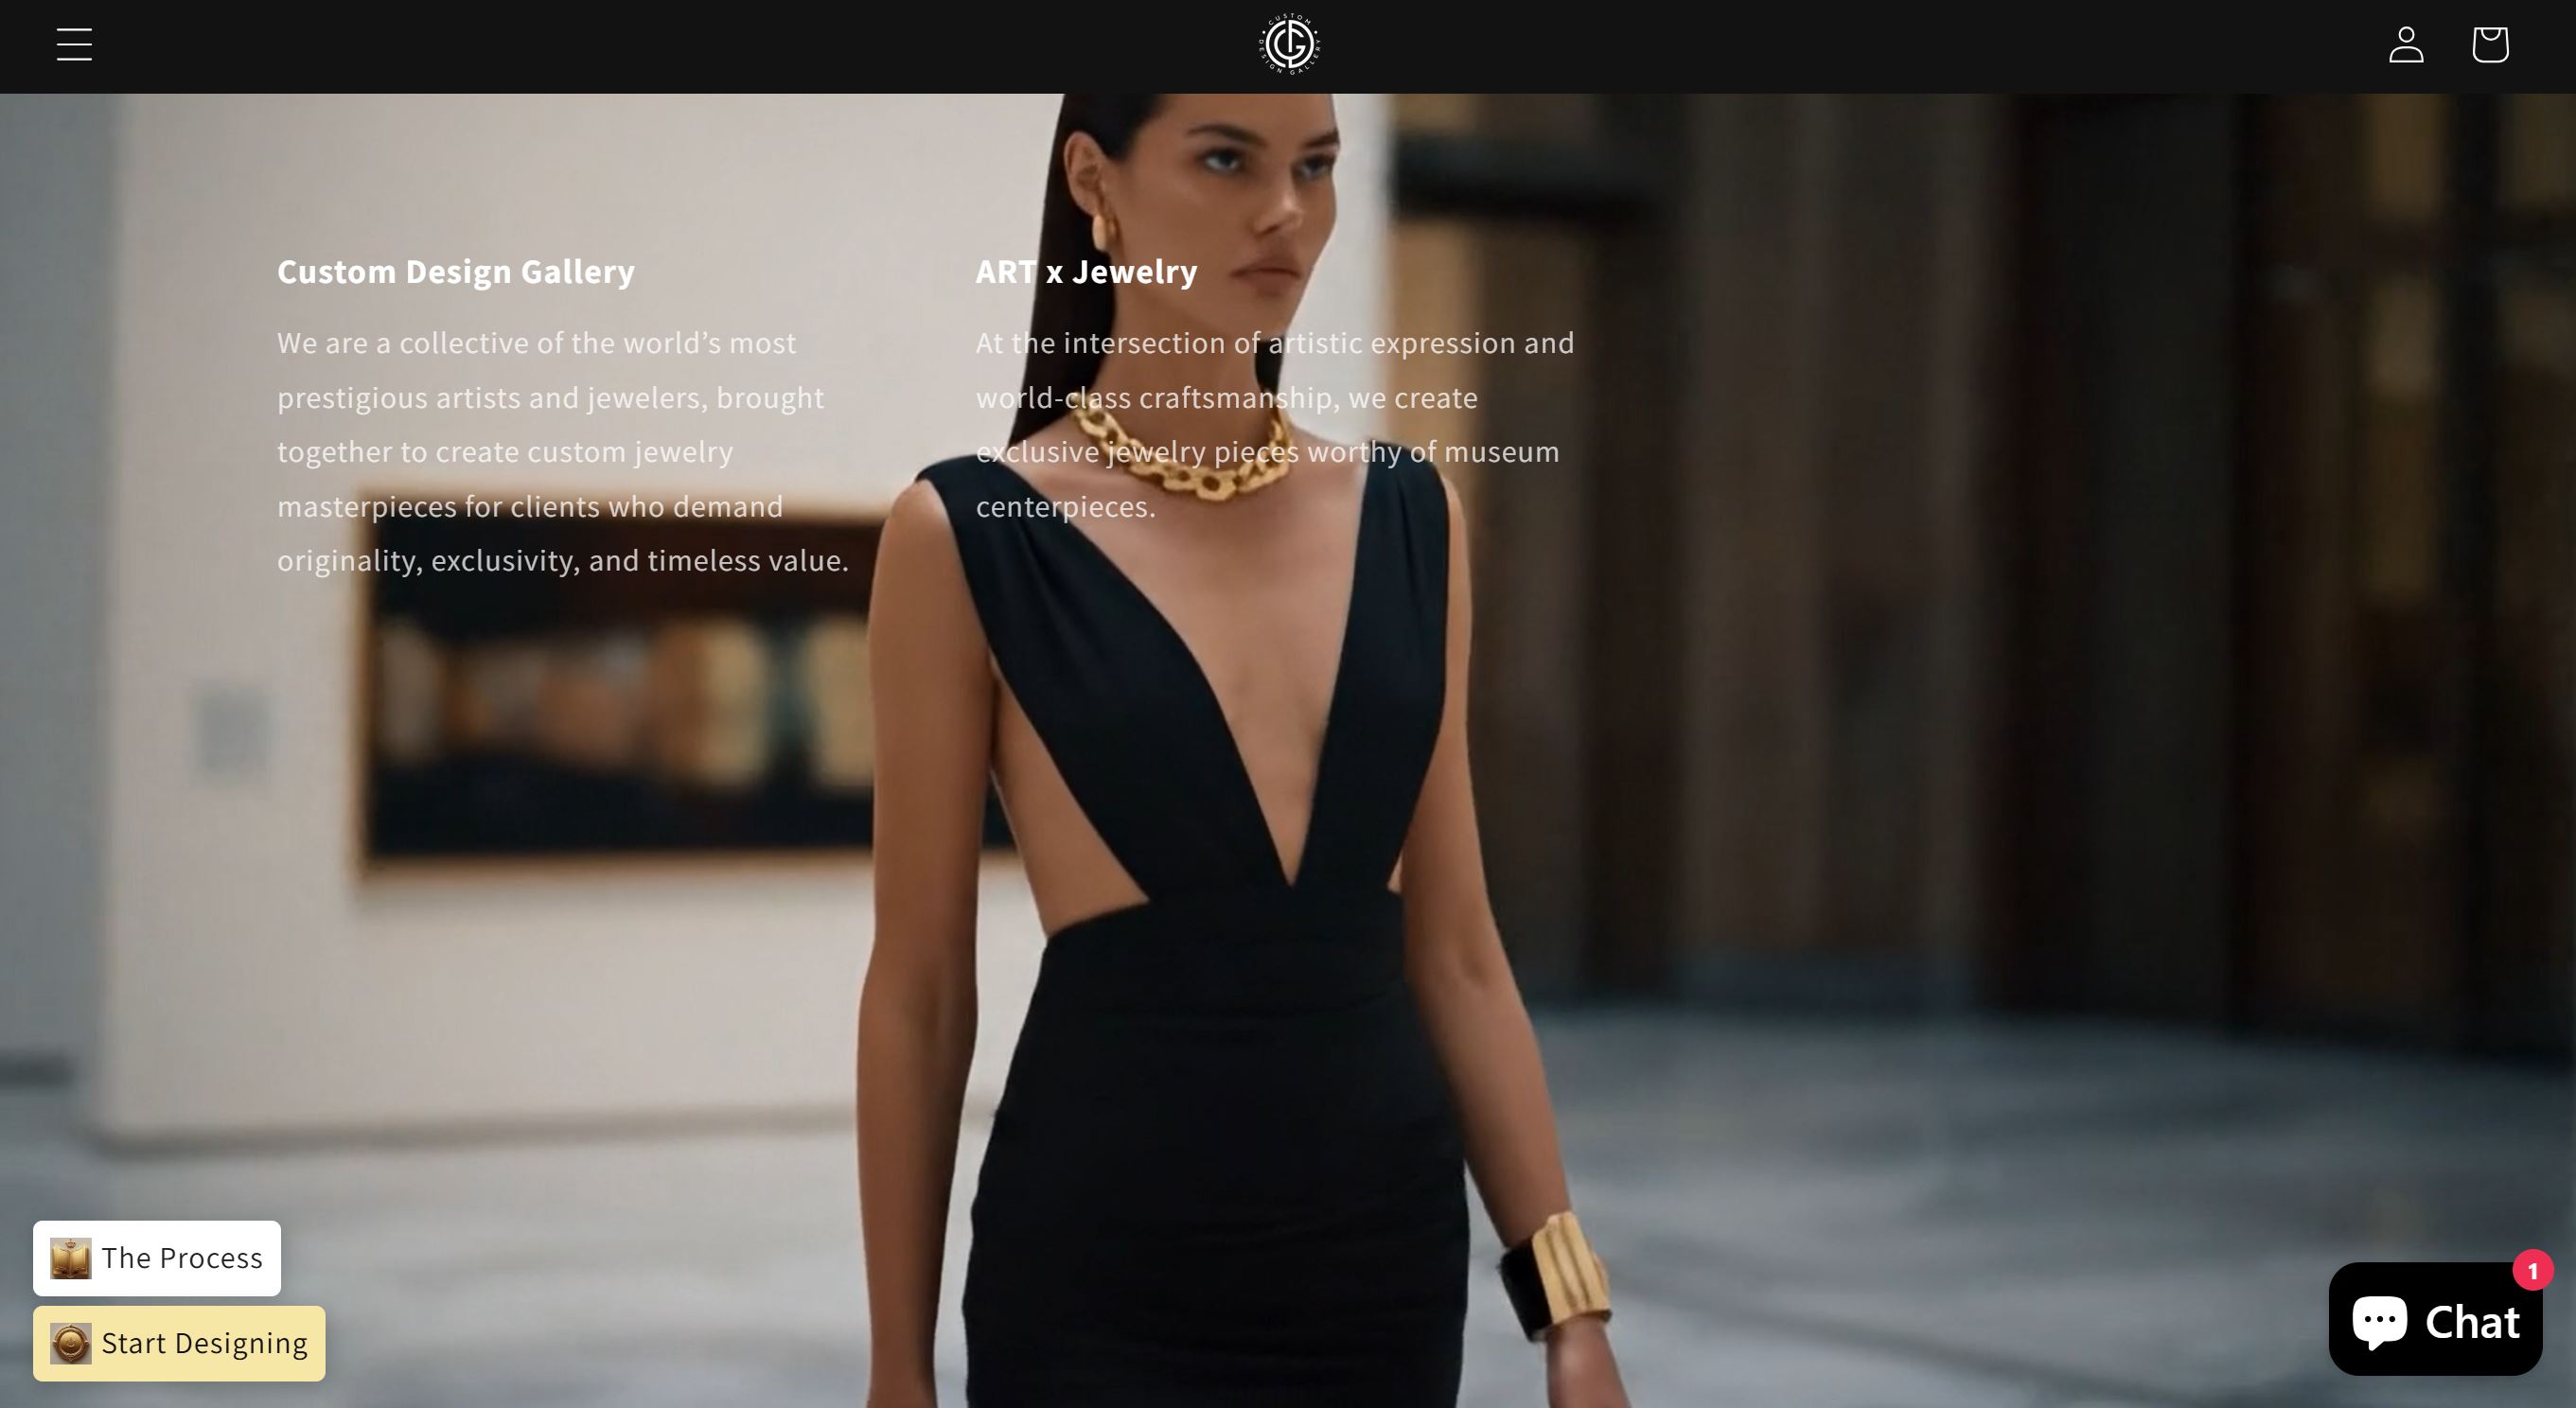 CUSTOM
DESIGN GALLERY
Custom Design Gallery
We are a collective of the world’s most
prestigious artists and jewelers, brought
together to create custom jewelry
masterpieces for clients who demand
originality, exclusivity, and timeless value.
ART x Jewelry
At the intersection of artistic expression and
world-class craftsmanship, we create
exclusive jewelry pieces worthy of museum
centerpieces.
The Process
Start Designing
1
Chat